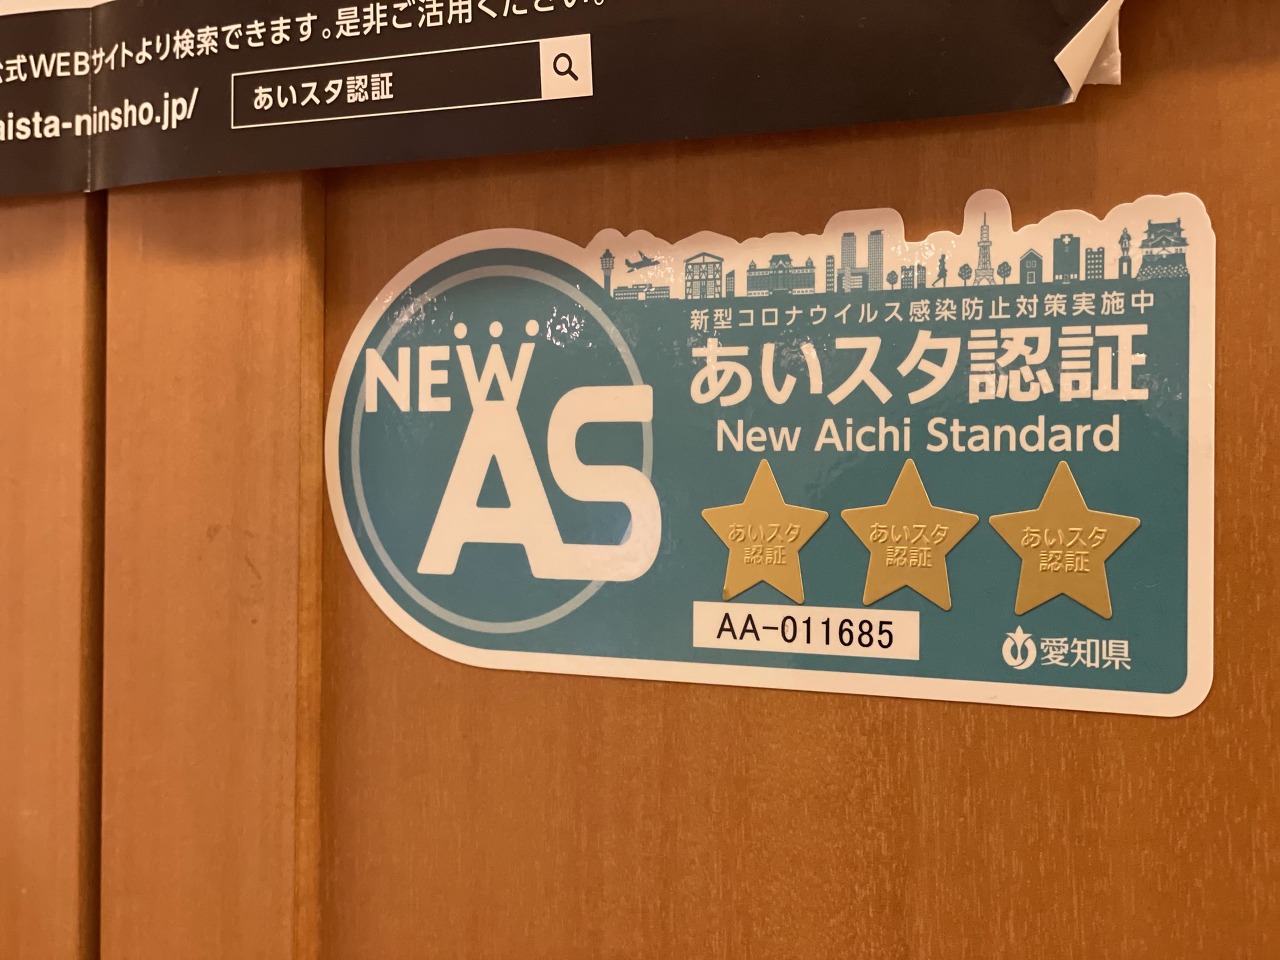 公式WEBサイトより検索できます。是非ご活用ください。
aista-ninsho.jp/
あいスタ認証
新型コロナウイルス感染防止対策実施中
NEW
AS
あいスタ認証
New Aichi Standard
あいスタ
認証
あいスタ
認証
あいスタ
認証
AA-011685
愛知県